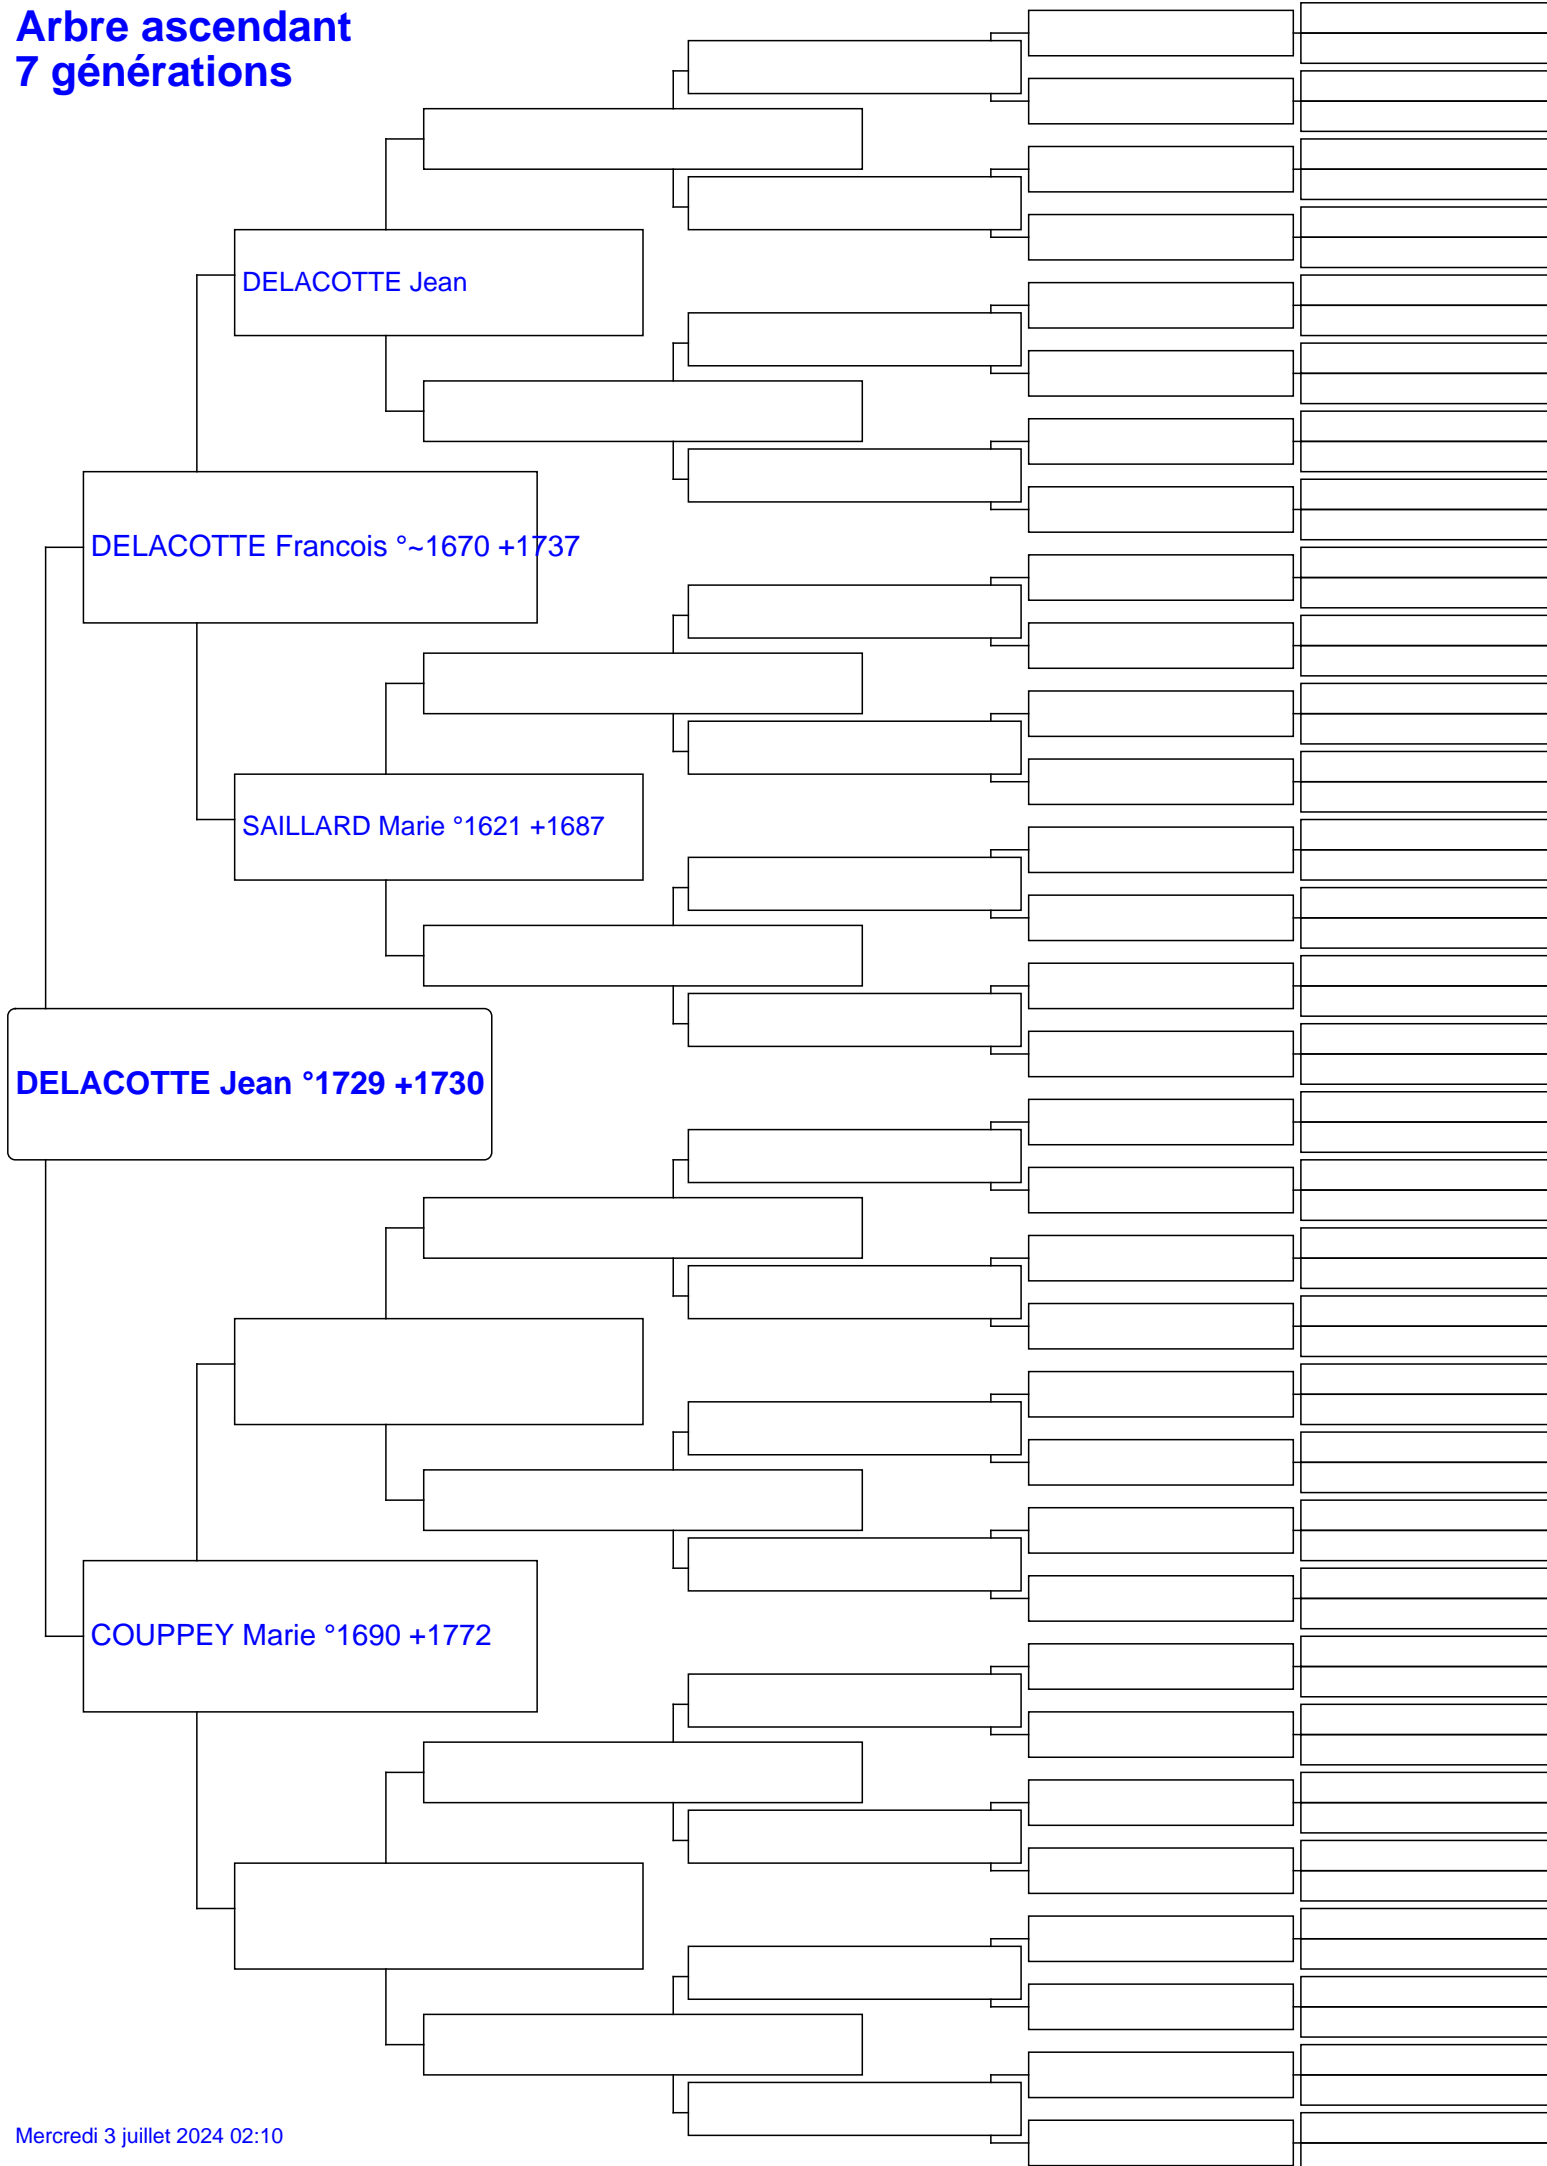 Arbre ascendant
7 générations
DELACOTTE Jean
DELACOTTE Francois °~1670 +1737
SAILLARD Marie °1621 +1687
DELACOTTE Jean °1729 +1730
COUPPEY Marie °1690 +1772
Mercredi 3 juillet 2024 02:10